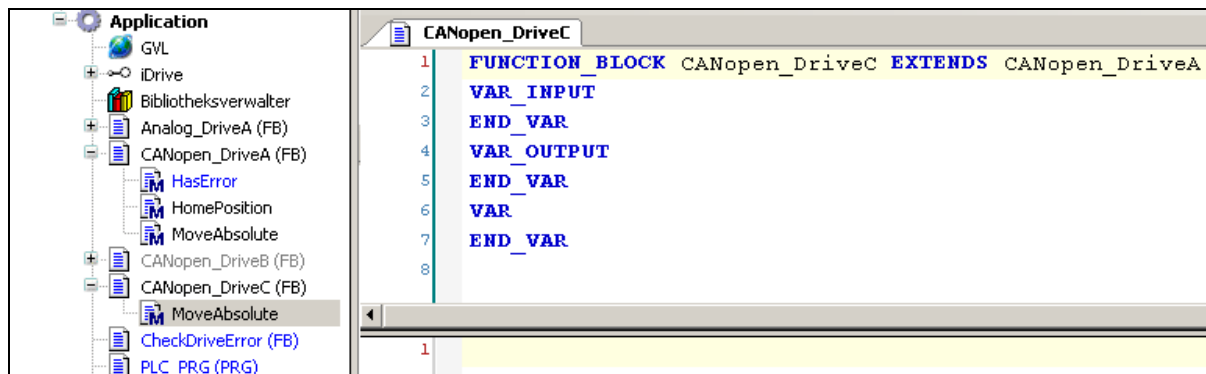 Application
GVL
iDrive
Bibliotheksverwalter
Analog_DriveA (FB)
CANopen_DriveA (FB)
HasError
HomePosition
MoveAbsolute
CANopen_DriveB (FB)
CANopen_DriveC (FB)
MoveAbsolute
CheckDriveError (FB)
PLC_PRG (PRG)
CANopen_DriveC
1 FUNCTION_BLOCK CANopen_DriveC EXTENDS CANopen_DriveA
2 VAR_INPUT
3 END_VAR
4 VAR_OUTPUT
5 END_VAR
6 VAR
7 END_VAR
8
1